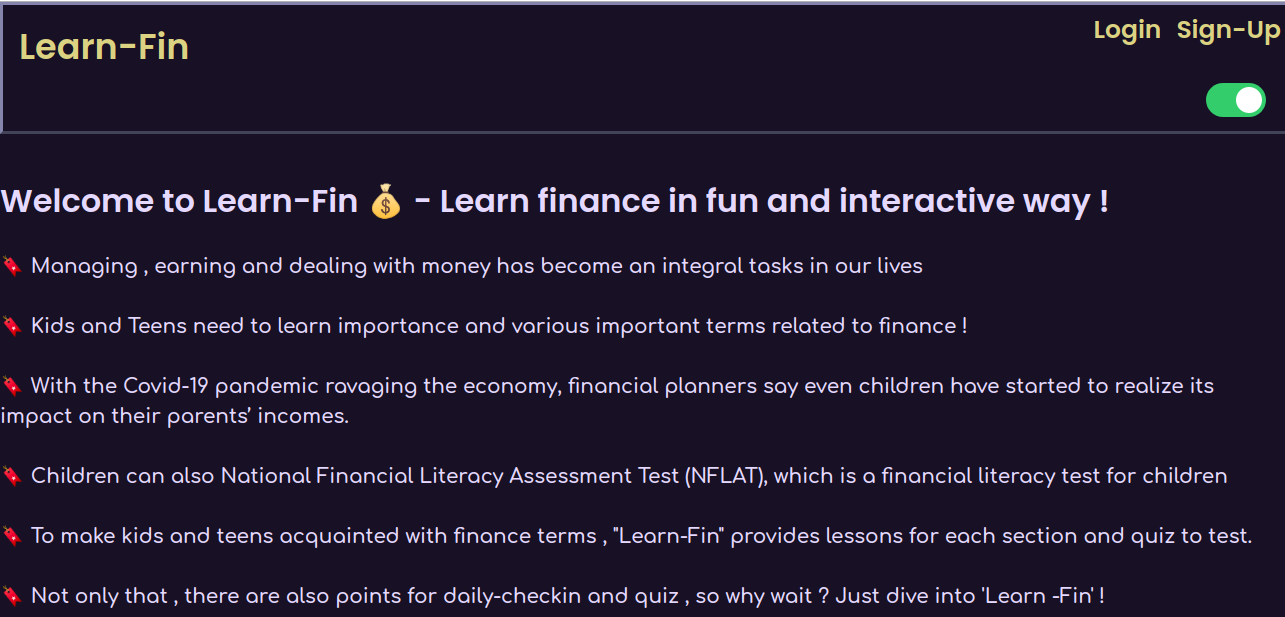 Learn-Fin
Login Sign-Up
Welcome to Learn-Fin 💰 - Learn finance in fun and interactive way !
🔖 Managing , earning and dealing with money has become an integral tasks in our lives
🔖 Kids and Teens need to learn importance and various important terms related to finance !
🔖 With the Covid-19 pandemic ravaging the economy, financial planners say even children have started to realize its
impact on their parents’ incomes.
🔖 Children can also National Financial Literacy Assessment Test (NFLAT), which is a financial literacy test for children
🔖 To make kids and teens acquainted with finance terms , "Learn-Fin" provides lessons for each section and quiz to test.
🔖 Not only that , there are also points for daily-checkin and quiz , so why wait ? Just dive into 'Learn -Fin' !